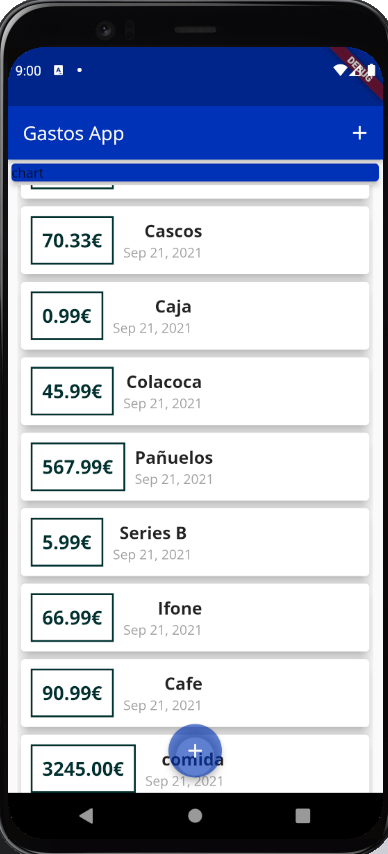 9:00 A
DEBUG
Gastos App +
chart
70.33€ Cascos
Sep 21, 2021
0.99€ Caja
Sep 21, 2021
45.99€ Colacoca
Sep 21, 2021
567.99€ Pañuelos
Sep 21, 2021
5.99€ Series B
Sep 21, 2021
66.99€ Ifone
Sep 21, 2021
90.99€ Cafe
Sep 21, 2021
3245.00€ comida
Sep 21, 2021